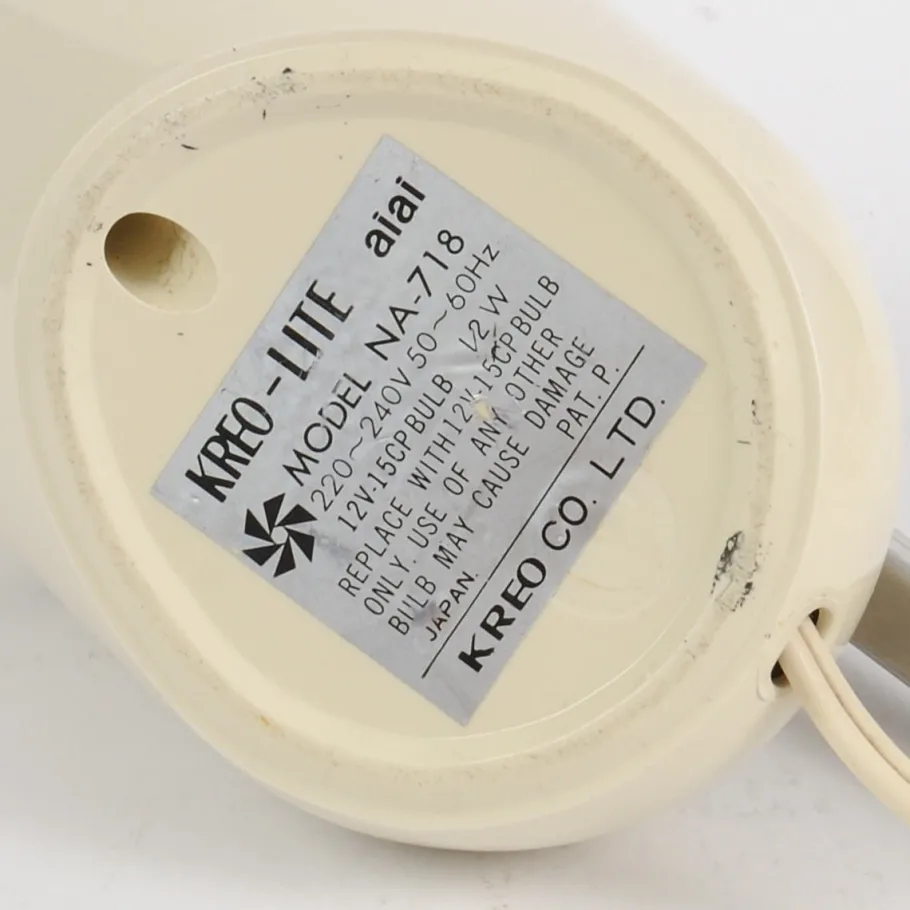 KREO-LITE aiai
MODEL NA-718
220~240V 50~60Hz
12V-15CP BULB 12W
REPLACE WITH 12V-15CP BULB
ONLY. USE OF ANY OTHER
BULB MAY CAUSE DAMAGE
JAPAN. PAT. P.
KREO CO. LTD.